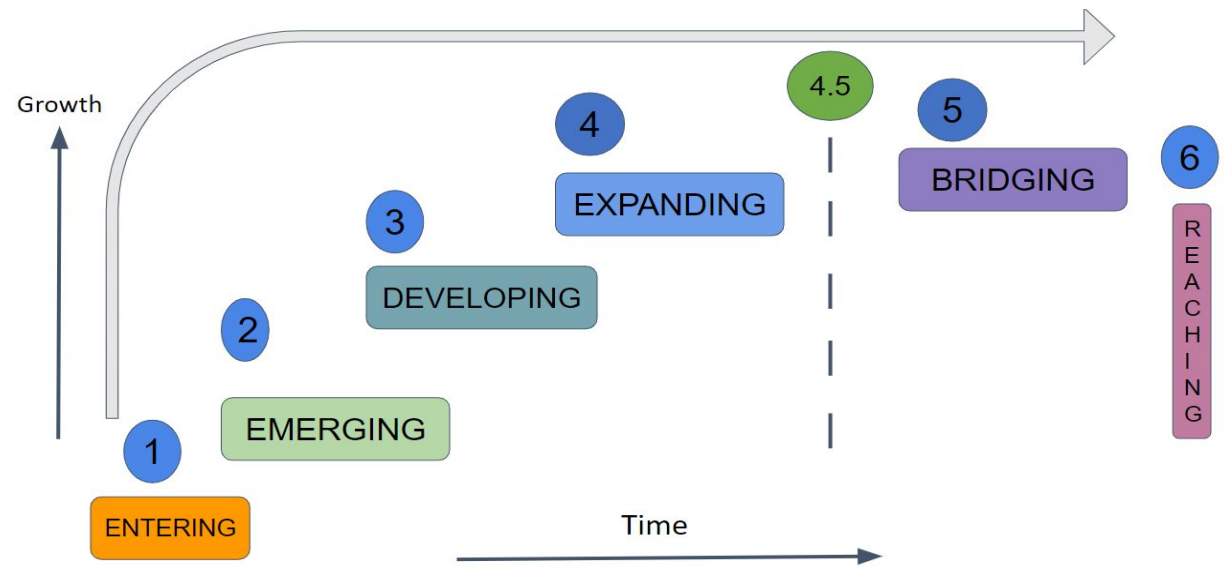 Growth
1
ENTERING
2
EMERGING
3
DEVELOPING
4
EXPANDING
4.5
5
BRIDGING
6
REACHING
Time